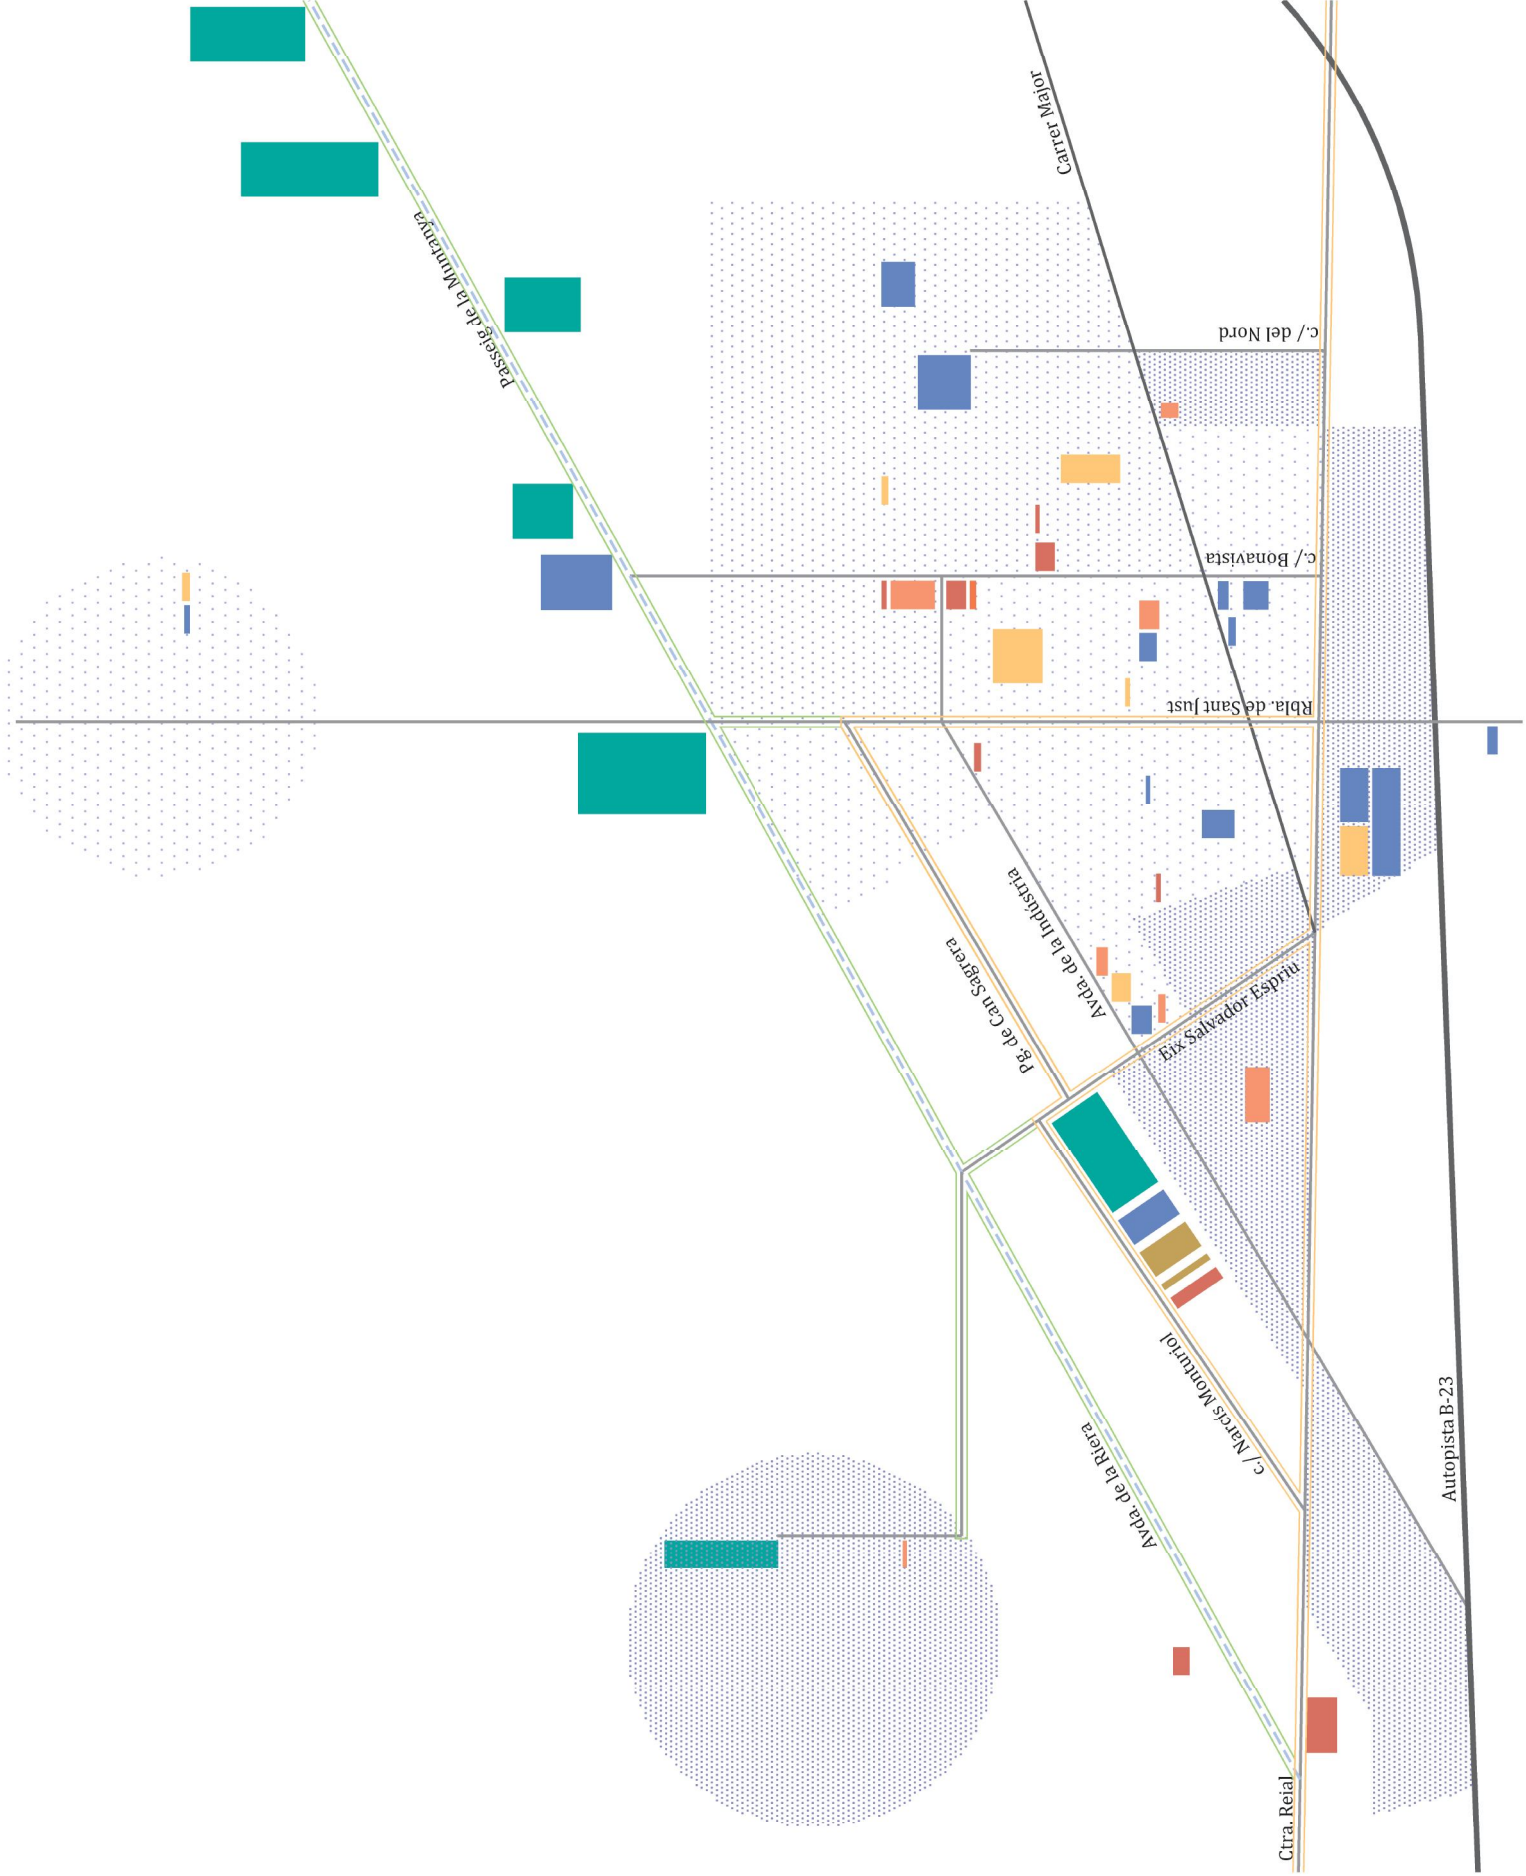 Carrer Major
Passeig de la Muntanya
c./ del Nord
c./ Bonavista
Rbla. de Sant Just
Avda. de la Indústria
Pg. de Can Sagrera
Eix Salvador Espriu
c./ Narcís Monturiol
Avda. de la Riera
Autopista B-23
Ctra. Reial